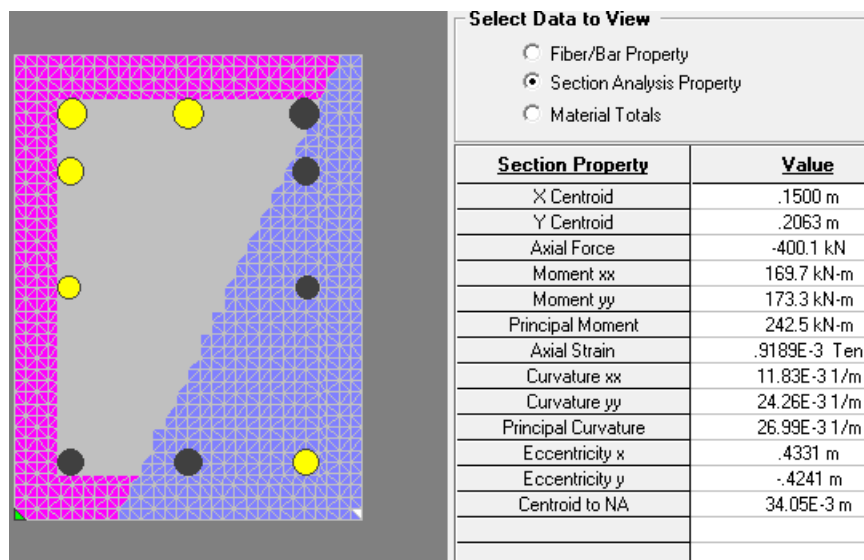 Select Data to View
Fiber/Bar Property
Section Analysis Property
Material Totals
Section Property Value
X Centroid .1500 m
Y Centroid .2063 m
Axial Force -400.1 kN
Moment xx 169.7 kN-m
Moment yy 173.3 kN-m
Principal Moment 242.5 kN-m
Axial Strain .9189E-3 Ten
Curvature xx 11.83E-3 1/m
Curvature yy 24.26E-3 1/m
Principal Curvature 26.99E-3 1/m
Eccentricity x .4331 m
Eccentricity y -.4241 m
Centroid to NA 34.05E-3 m